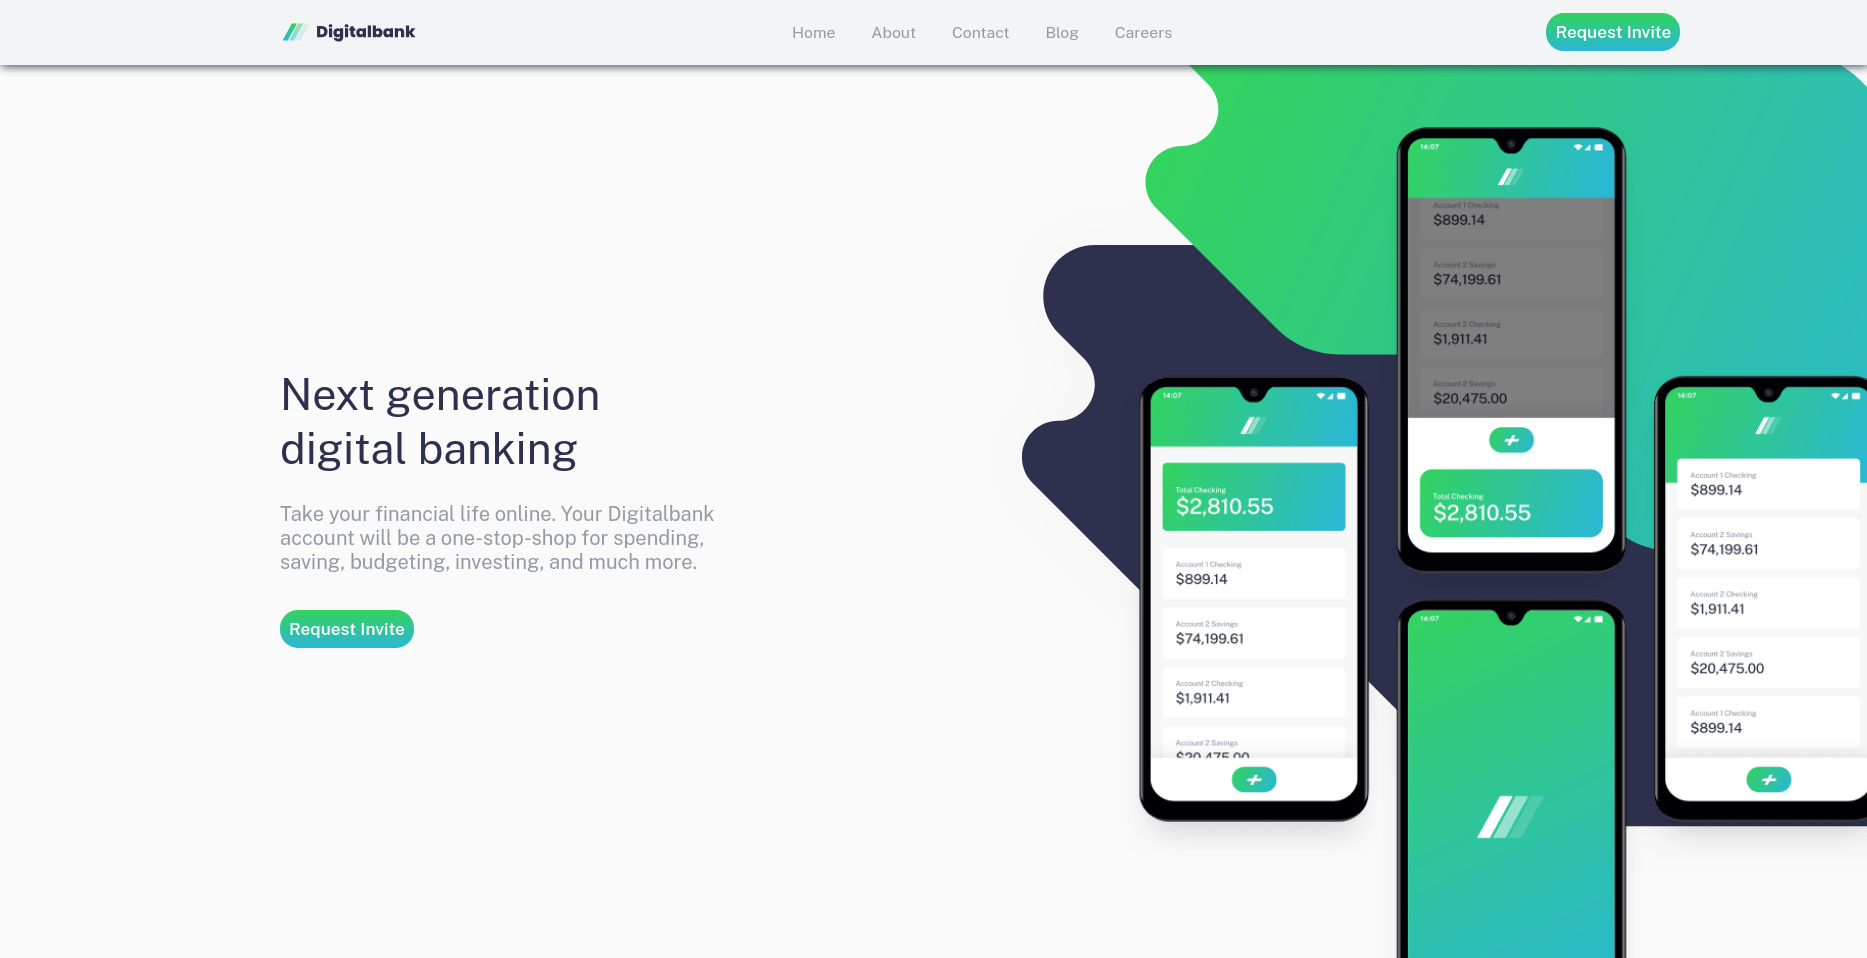 Digitalbank
Home
About
Contact
Blog
Careers
Request Invite
Next generation
digital banking
Take your financial life online. Your Digitalbank
account will be a one-stop-shop for spending,
saving, budgeting, investing, and much more.
Request Invite
14:07
Account 1 Checking
$899.14
Account 2 Savings
$74,199.61
Account 2 Checking
$1,911.41
Account 2 Savings
$20,475.00
Total Checking
$2,810.55
14:07
Total Checking
$2,810.55
Account 1 Checking
$899.14
Account 2 Savings
$74,199.61
Account 2 Checking
$1,911.41
Account 2 Savings
$20,475.00
14:07
Account 1 Checking
$899.14
Account 2 Savings
$74,199.61
Account 2 Checking
$1,911.41
Account 2 Savings
$20,475.00
Account 1 Checking
$899.14
14:07